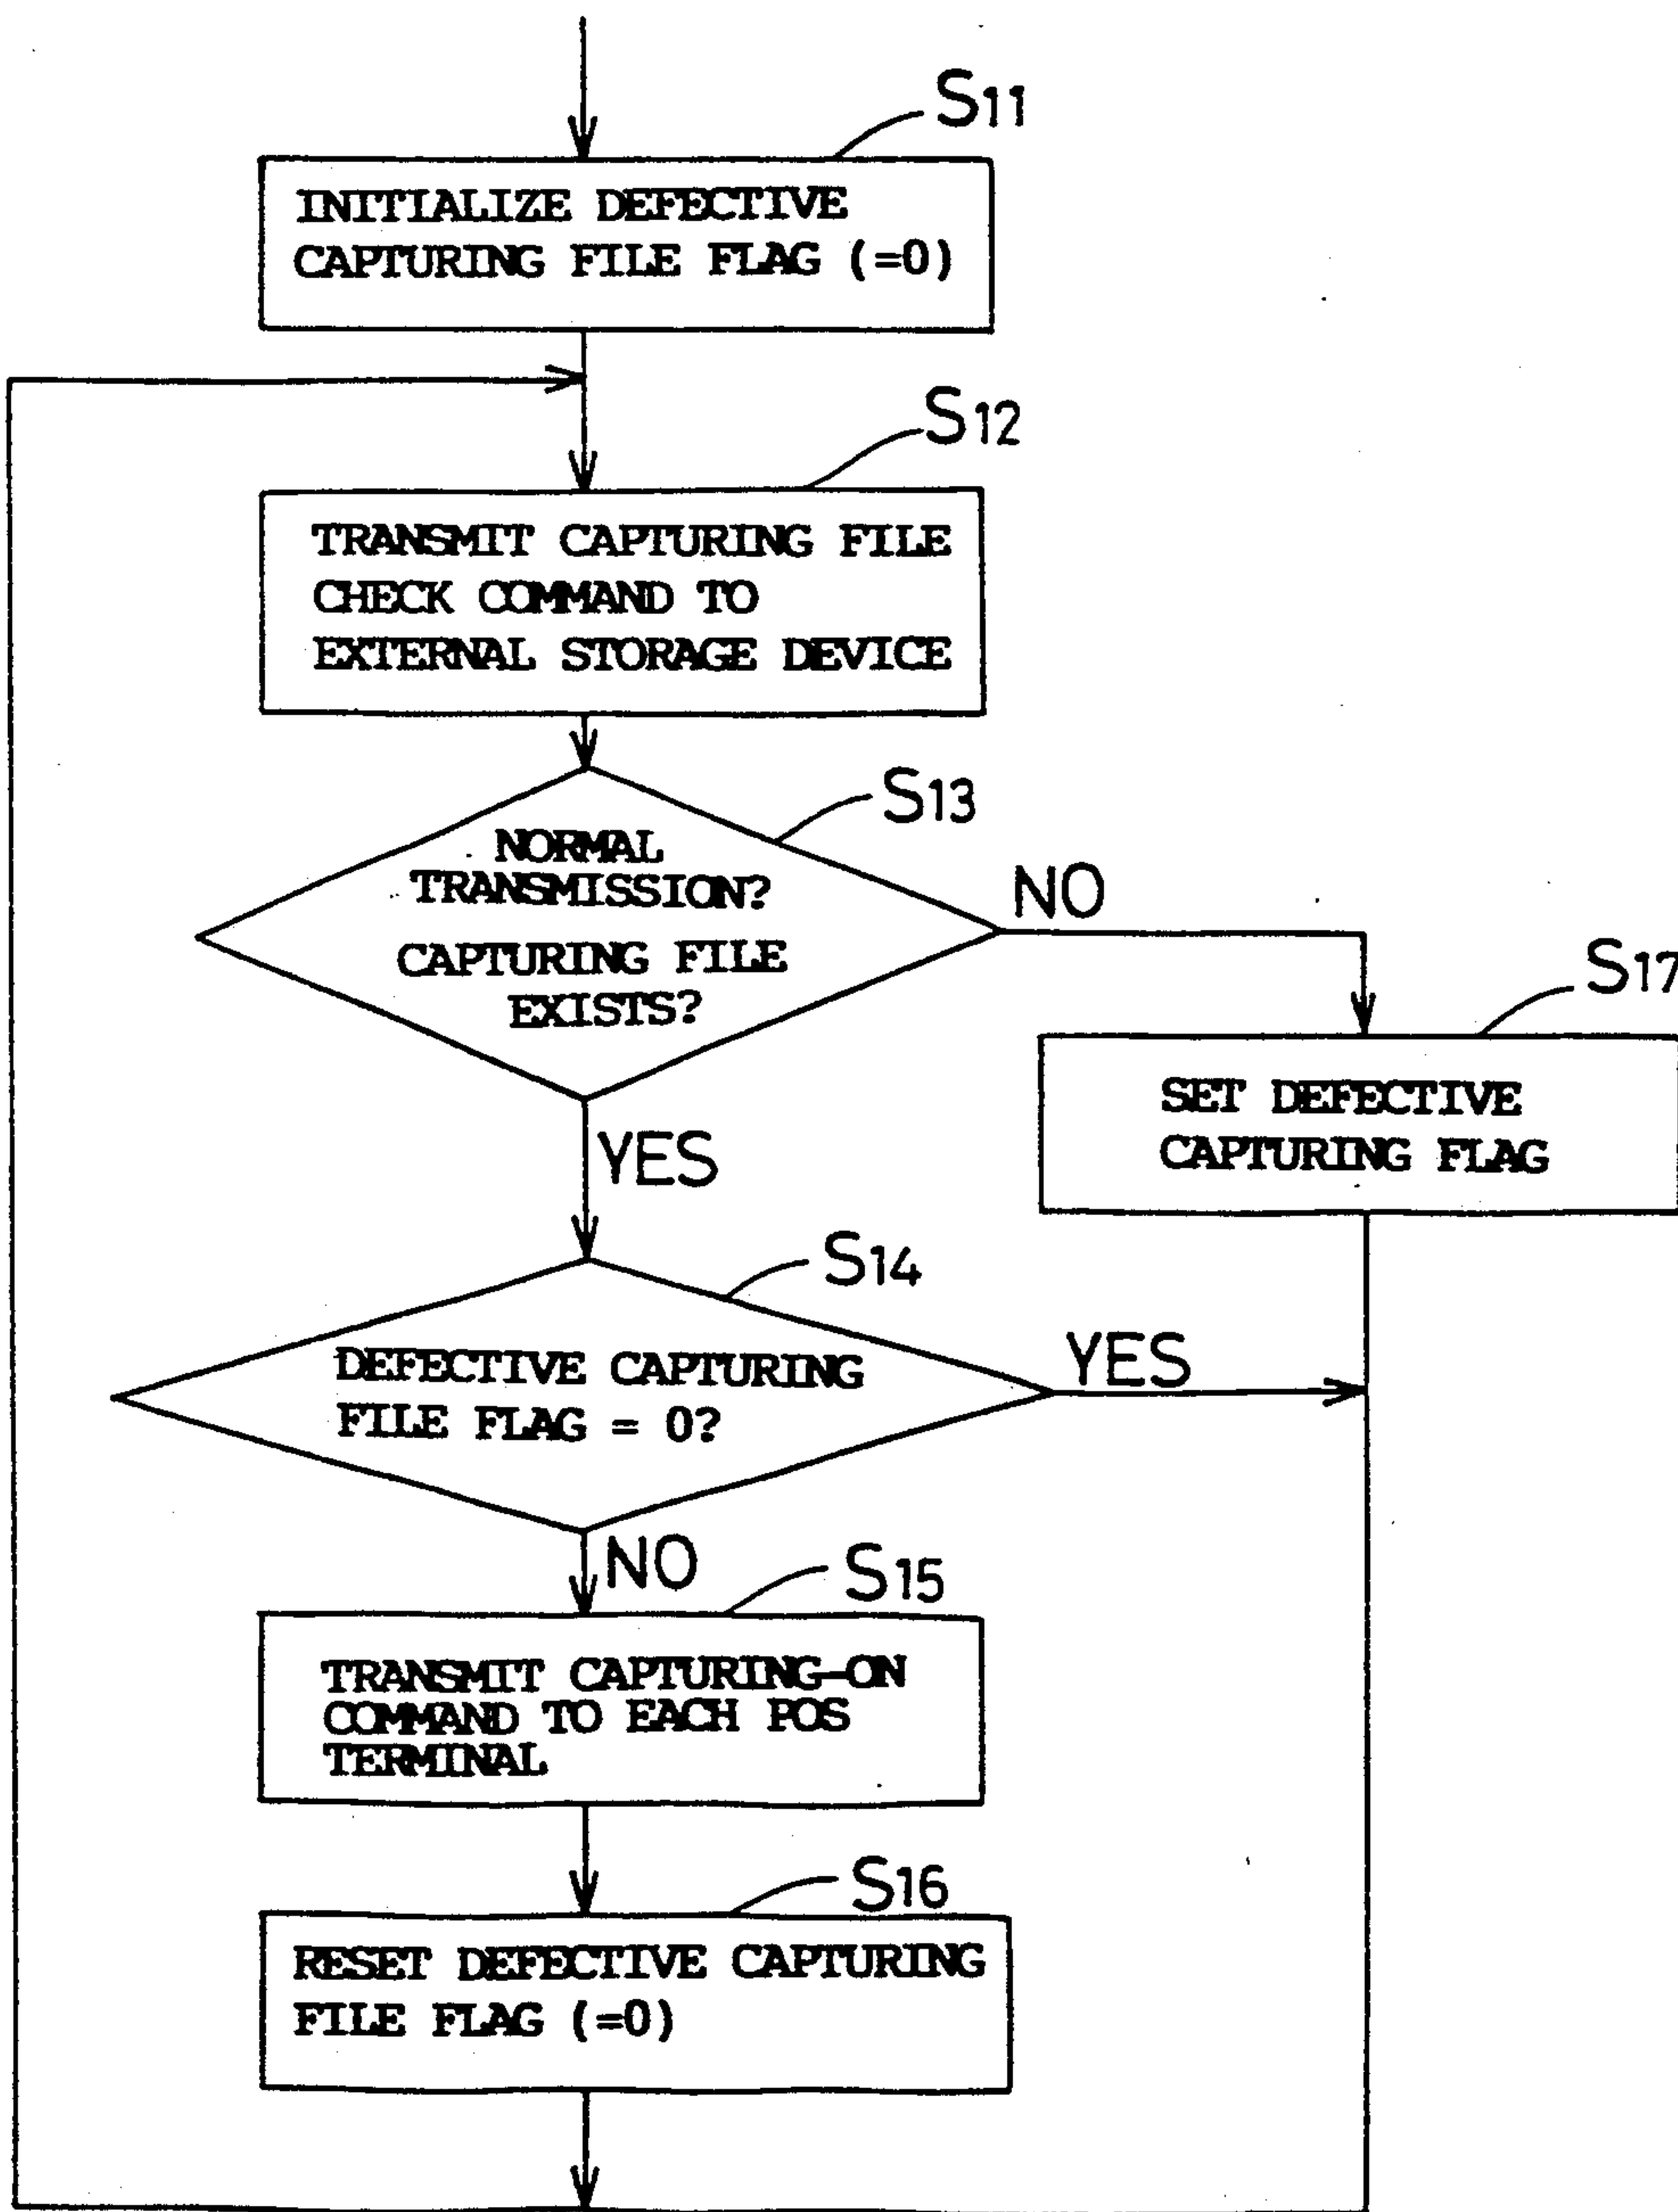 S11
INITIALIZE DEFECTIVE
CAPTURING FILE FLAG (=0)
S12
TRANSMIT CAPTURING FILE
CHECK COMMAND TO
EXTERNAL STORAGE DEVICE
S13
NORMAL
TRANSMISSION?
CAPTURING FILE
EXISTS?
NO
S17
SET DEFECTIVE
CAPTURING FLAG
YES
S14
DEFECTIVE CAPTURING
FILE FLAG = 0?
YES
NO
S15
TRANSMIT CAPTURING-ON
COMMAND TO EACH POS
TERMINAL
S16
RESET DEFECTIVE CAPTURING
FILE FLAG (=0)